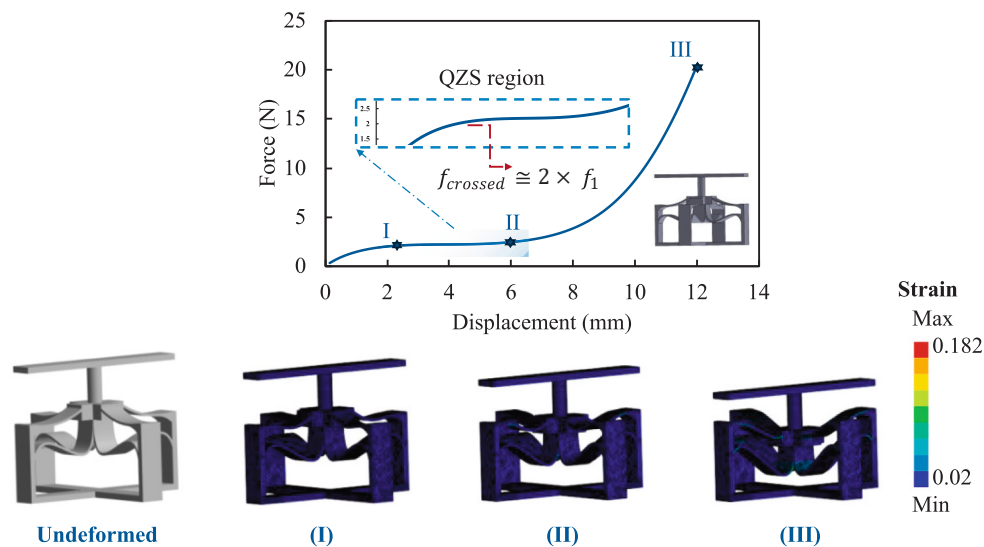 25
20
15
10
5
0
Force (N)
0 2 4 6 8 10 12 14
Displacement (mm)
QZS region
2.5
2
1.5
f_crossed ≅ 2 × f_1
I
II
III
Strain
Max
0.182
0.02
Min
Undeformed
(I)
(II)
(III)